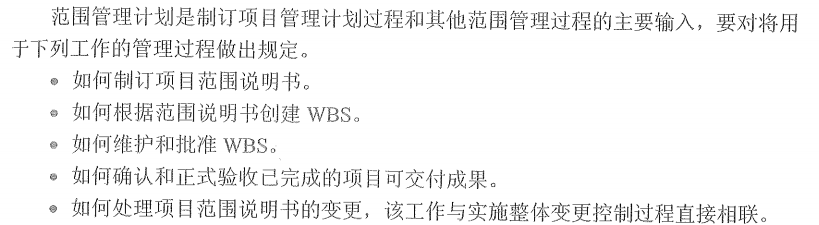 范围管理计划是制订项目管理计划过程和其他范围管理过程的主要输入，要对将用
于下列工作的管理过程做出规定。
• 如何制订项目范围说明书。
• 如何根据范围说明书创建 WBS。
• 如何维护和批准 WBS。
• 如何确认和正式验收已完成的项目可交付成果。
• 如何处理项目范围说明书的变更，该工作与实施整体变更控制过程直接相联。